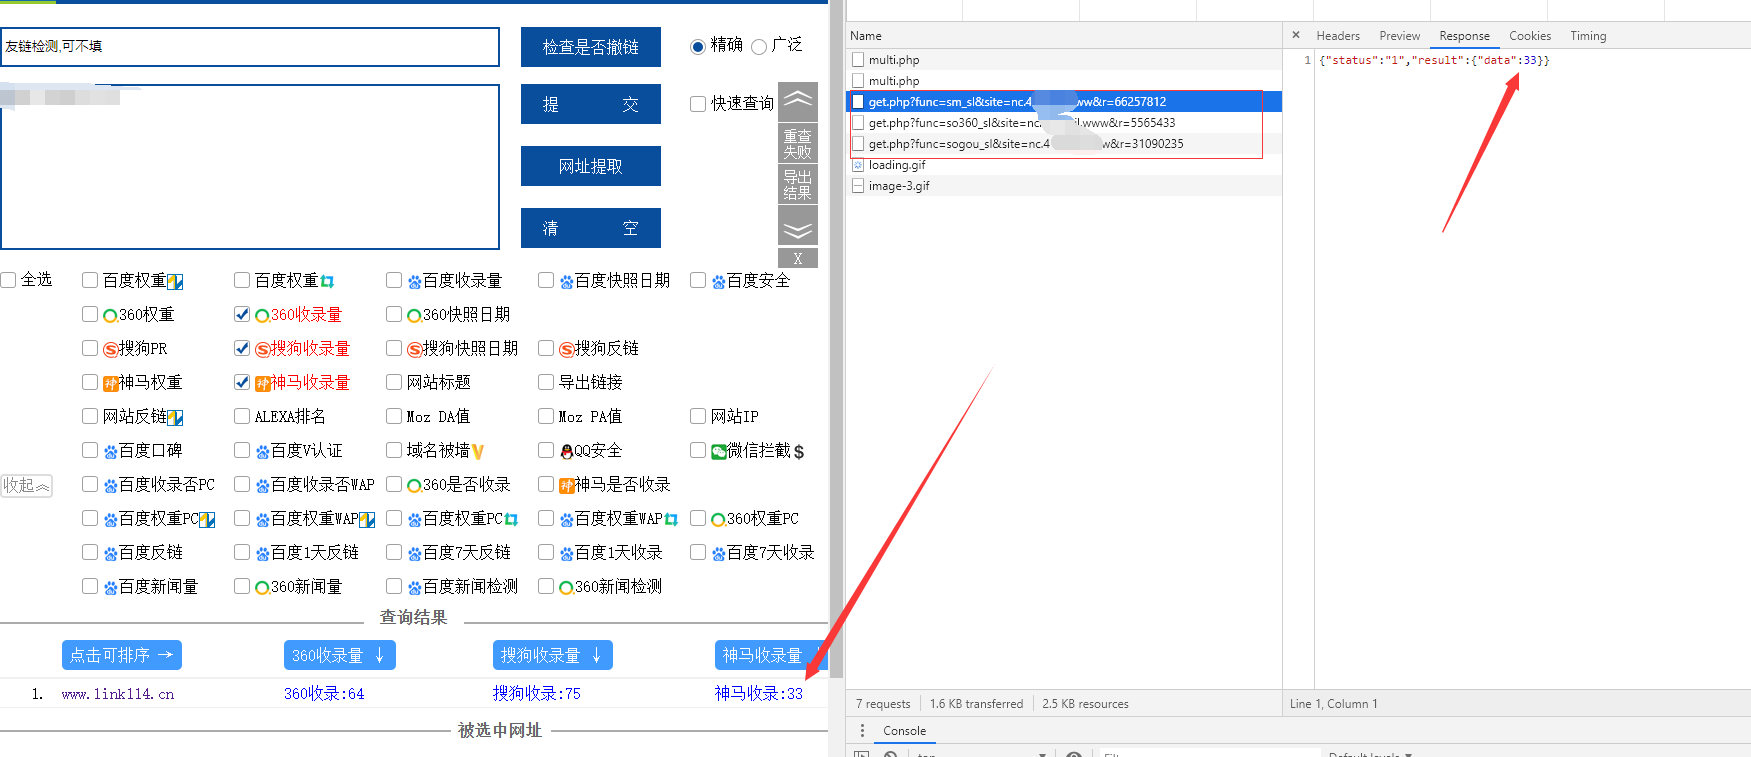 友链检测,可不填
检查是否撤链
精确
广泛
提 交
快速查询
重查
失败
网址提取
导出
结果
清 空
X
全选
百度权重
百度权重
百度收录量
百度快照日期
百度安全
360权重
360收录量
360快照日期
搜狗PR
搜狗收录量
搜狗快照日期
搜狗反链
神马权重
神马收录量
网站标题
导出链接
网站反链
ALEXA排名
Moz DA值
Moz PA值
网站IP
百度口碑
百度V认证
域名被墙
QQ安全
微信拦截$
收起
百度收录否PC
百度收录否WAP
360是否收录
神马是否收录
百度权重PC
百度权重WAP
百度权重PC
百度权重WAP
360权重PC
百度反链
百度1天反链
百度7天反链
百度1天收录
百度7天收录
百度新闻量
360新闻量
百度新闻检测
360新闻检测
查询结果
点击可排序 →
360收录量 ↓
搜狗收录量 ↓
神马收录量
1. www.link114.cn
360收录:64
搜狗收录:75
神马收录:33
被选中网址
Name
multi.php
multi.php
get.php?func=sm_sl&site=nc.4 ww&r=66257812
get.php?func=so360_sl&site=nc. il.www&r=5565433
get.php?func=sogou_sl&site=nc.4 w&r=31090235
loading.gif
image-3.gif
7 requests
1.6 KB transferred
2.5 KB resources
× Headers Preview Response Cookies Timing
1 {"status":"1","result":{"data":33}}
Line 1, Column 1
Console
top
Default levels ▼